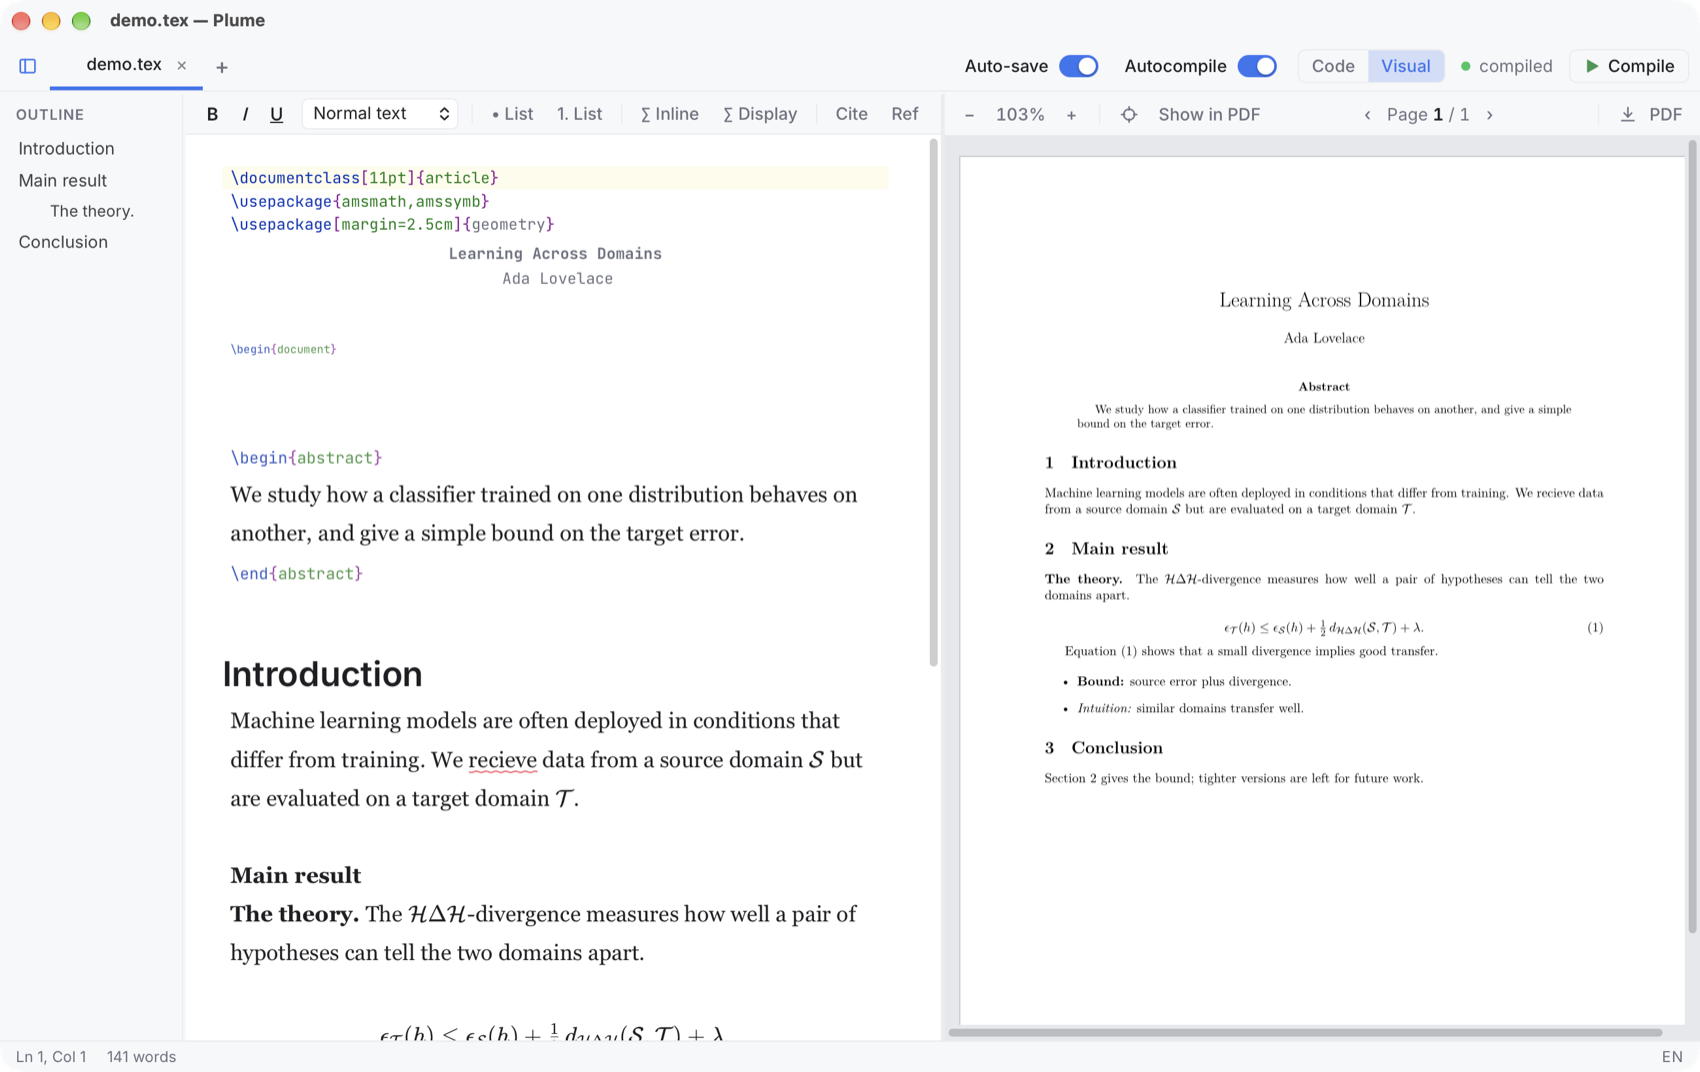 demo.tex — Plume
demo.tex × +
Auto-save Autocompile Code Visual compiled Compile
OUTLINE
Introduction
Main result
The theory.
Conclusion
B I U Normal text • List 1. List ∑ Inline ∑ Display Cite Ref
− 103% + Show in PDF ‹ Page 1 / 1 › PDF
\documentclass[11pt]{article}
\usepackage{amsmath,amssymb}
\usepackage[margin=2.5cm]{geometry}
Learning Across Domains
Ada Lovelace
\begin{document}
\begin{abstract}
We study how a classifier trained on one distribution behaves on
another, and give a simple bound on the target error.
\end{abstract}
Introduction
Machine learning models are often deployed in conditions that
differ from training. We recieve data from a source domain 𝒮 but
are evaluated on a target domain 𝒯.
Main result
The theory. The ℋΔℋ-divergence measures how well a pair of
hypotheses can tell the two domains apart.
ϵ_𝒯(h) ≤ ϵ_𝒮(h) + 1/2 d_ℋΔℋ(𝒮, 𝒯) + λ
Learning Across Domains
Ada Lovelace
Abstract
We study how a classifier trained on one distribution behaves on another, and give a simple
bound on the target error.
1 Introduction
Machine learning models are often deployed in conditions that differ from training. We recieve data
from a source domain 𝒮 but are evaluated on a target domain 𝒯.
2 Main result
The theory. The ℋΔℋ-divergence measures how well a pair of hypotheses can tell the two
domains apart.
ϵ_𝒯(h) ≤ ϵ_𝒮(h) + 1/2 d_ℋΔℋ(𝒮, 𝒯) + λ. (1)
Equation (1) shows that a small divergence implies good transfer.
• Bound: source error plus divergence.
• Intuition: similar domains transfer well.
3 Conclusion
Section 2 gives the bound; tighter versions are left for future work.
Ln 1, Col 1 141 words EN